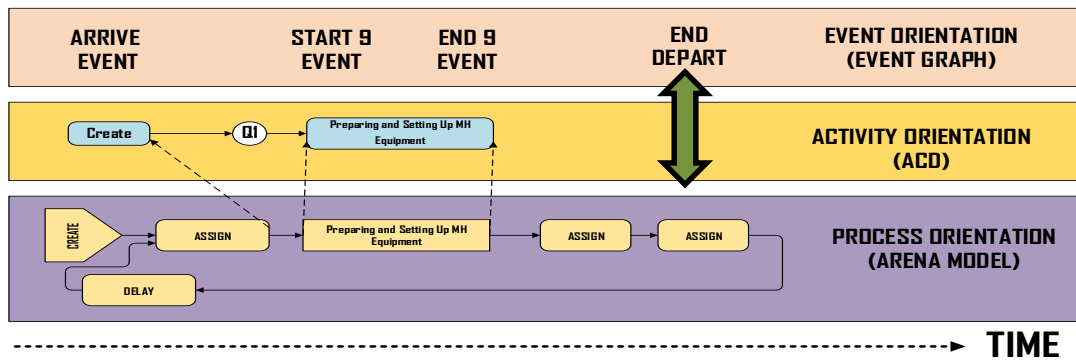 ARRIVE
EVENT
START 9
EVENT
END 9
EVENT
END
DEPART
EVENT ORIENTATION
(EVENT GRAPH)
Create
Q1
Preparing and Setting Up MH
Equipment
ACTIVITY ORIENTATION
(ACD)
CREATE
ASSIGN
Preparing and Setting Up MH
Equipment
ASSIGN
ASSIGN
DELAY
PROCESS ORIENTATION
(ARENA MODEL)
TIME